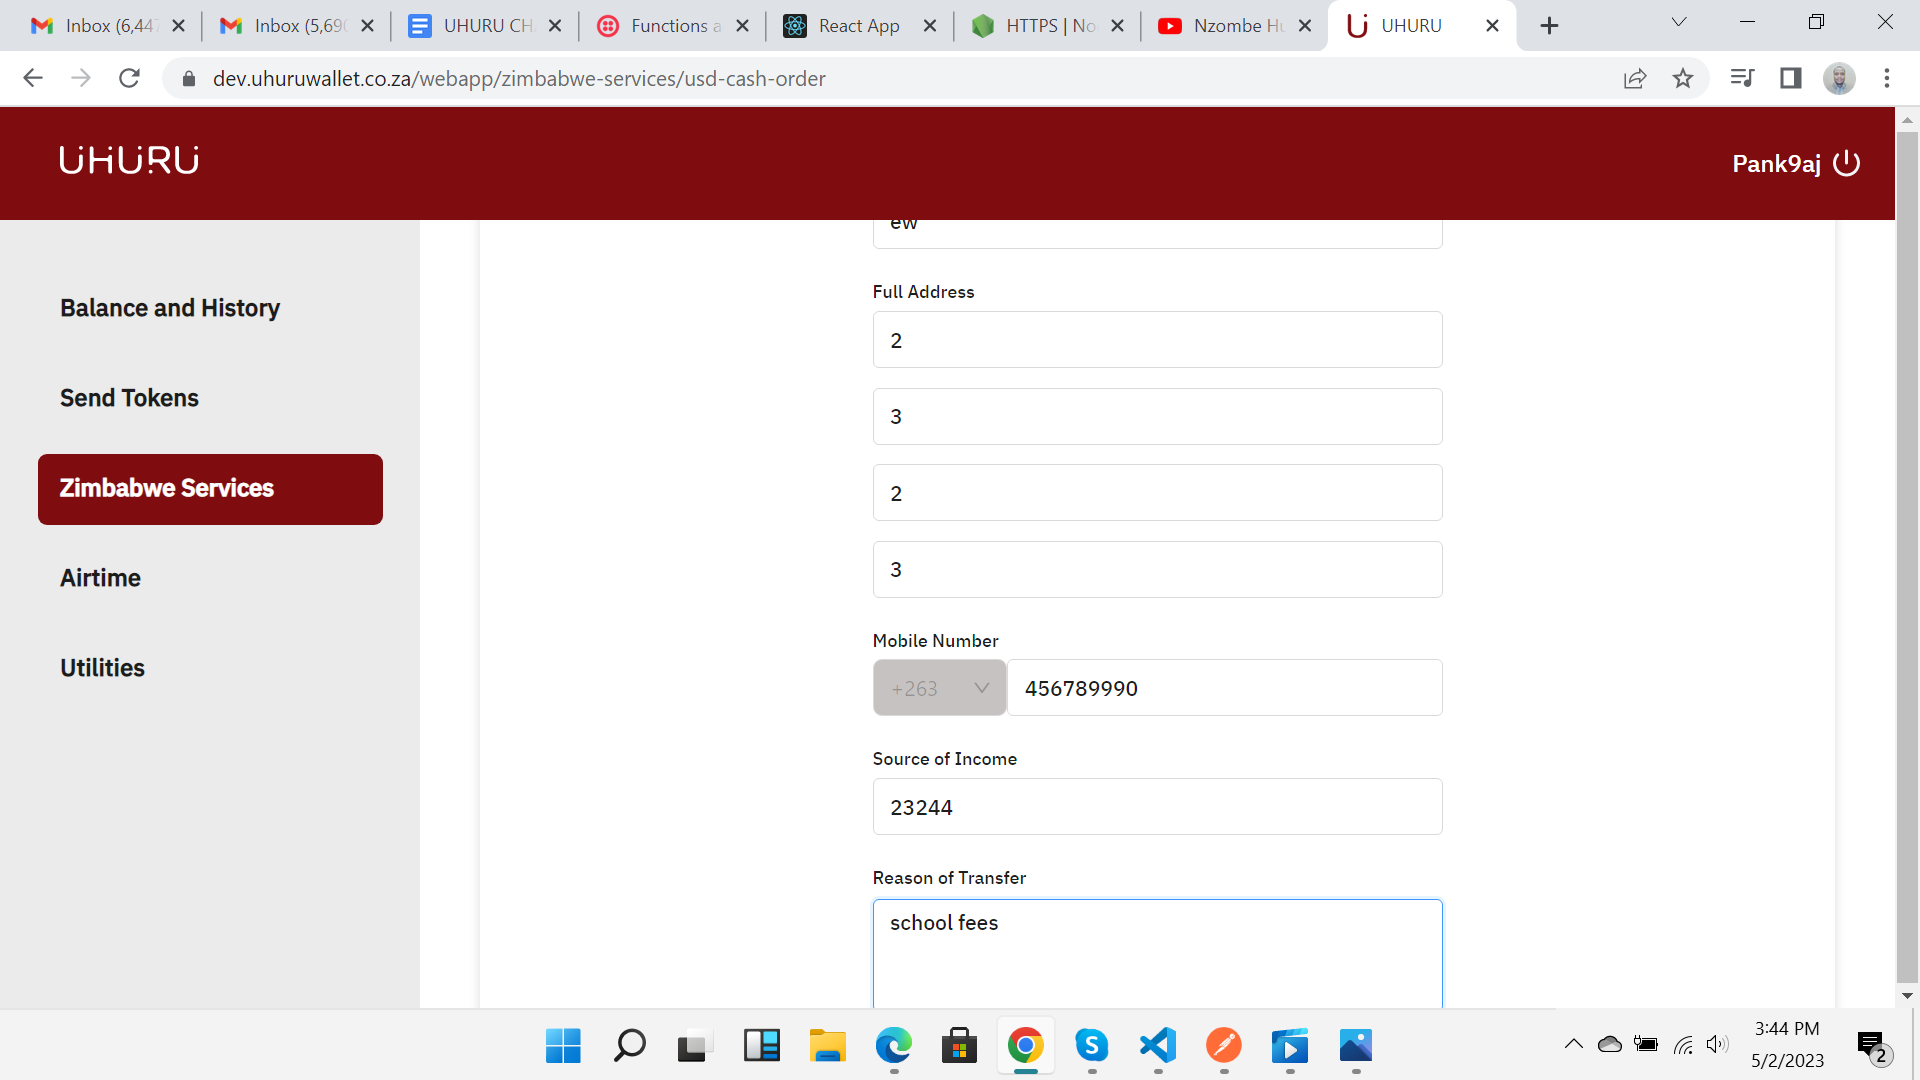 Inbox (6,447
Inbox (5,690
UHURU CH
Functions a
React App
HTTPS | No
Nzombe Hu
UHURU
dev.uhuruwallet.co.za/webapp/zimbabwe-services/usd-cash-order
UHURU
Pank9aj
ew
Balance and History
Send Tokens
Zimbabwe Services
Airtime
Utilities
Full Address
2
3
2
3
Mobile Number
+263
456789990
Source of Income
23244
Reason of Transfer
school fees
3:44 PM
5/2/2023
2